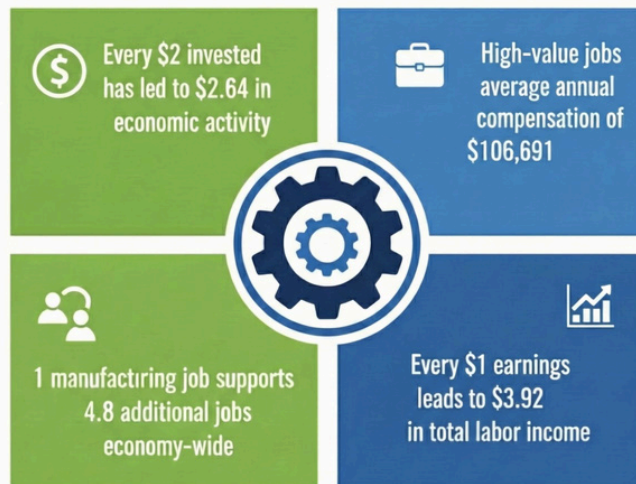 $
Every $2 invested
has led to $2.64 in
economic activity
High-value jobs
average annual
compensation of
$106,691
1 manufacturing job supports
4.8 additional jobs
economy-wide
Every $1 earnings
leads to $3.92
in total labor income